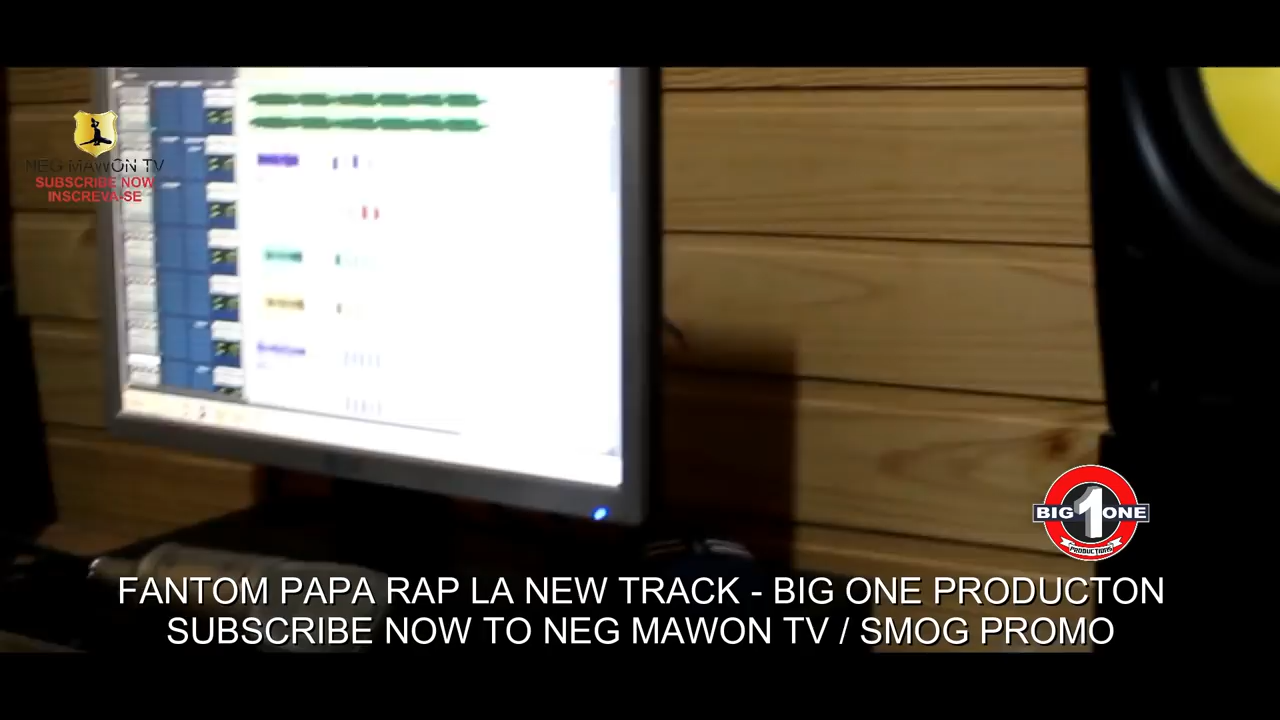 NEG MAWON TV
SUBSCRIBE NOW
INSCREVA-SE
BIG 1 ONE
PRODUCTIONS
FANTOM PAPA RAP LA NEW TRACK - BIG ONE PRODUCTON
SUBSCRIBE NOW TO NEG MAWON TV / SMOG PROMO